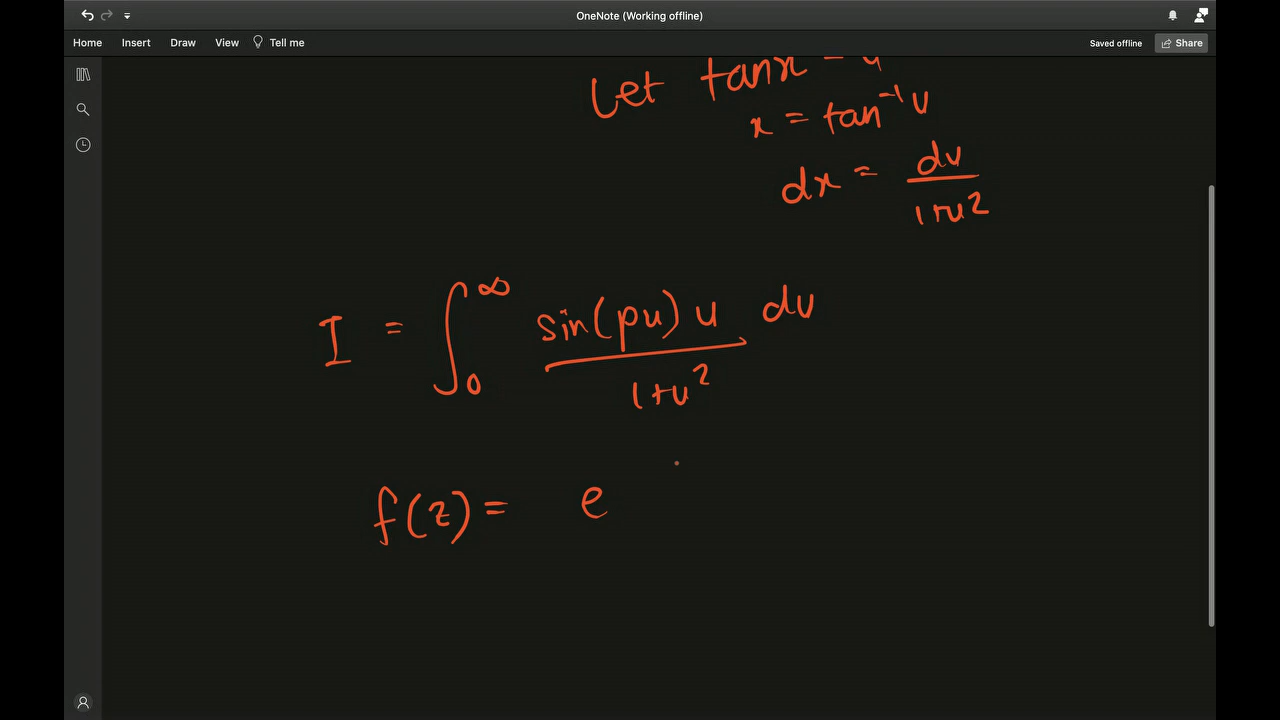 OneNote (Working offline)
Home Insert Draw View Tell me
Saved offline Share
Let tanx = u
x = tan⁻¹ u
dx = du/1+u²
I = ∫₀^∞ sin(pu) u/1+u² du
f(z) = e